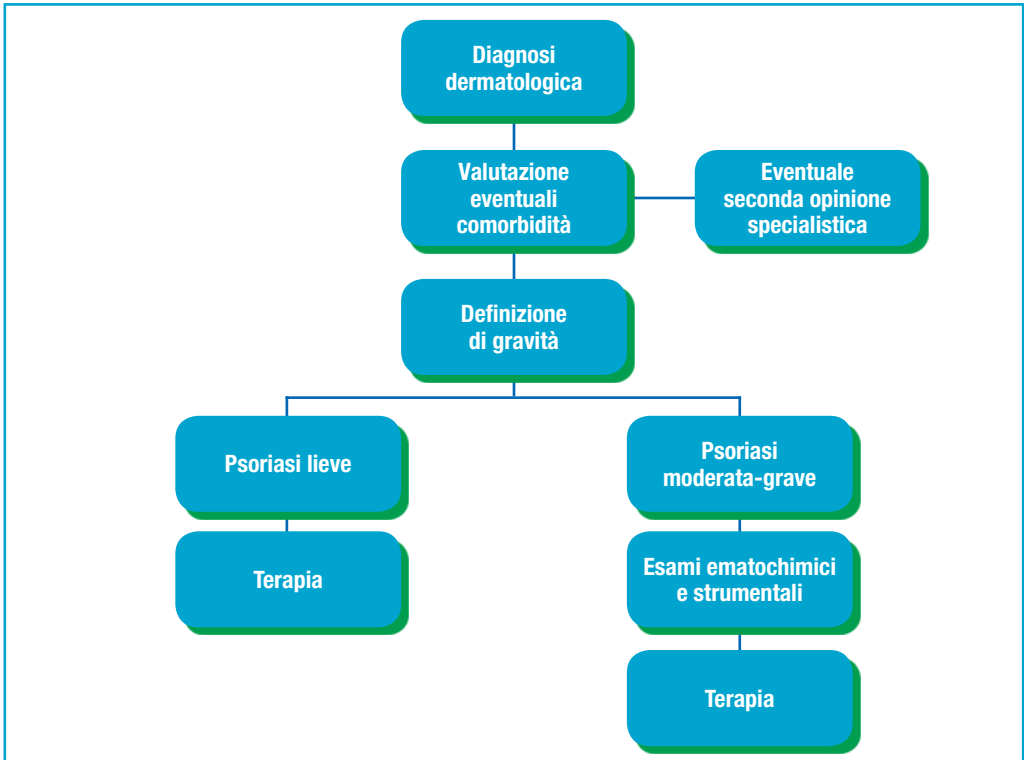 Diagnosi
dermatologica
Valutazione
eventuali
comorbidità
Eventuale
seconda opinione
specialistica
Definizione
di gravità
Psoriasi lieve
Psoriasi
moderata-grave
Terapia
Esami ematochimici
e strumentali
Terapia